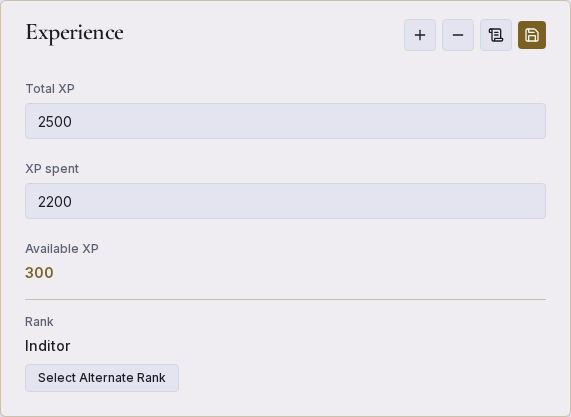 Experience
Total XP
2500
XP spent
2200
Available XP
300
Rank
Inditor
Select Alternate Rank